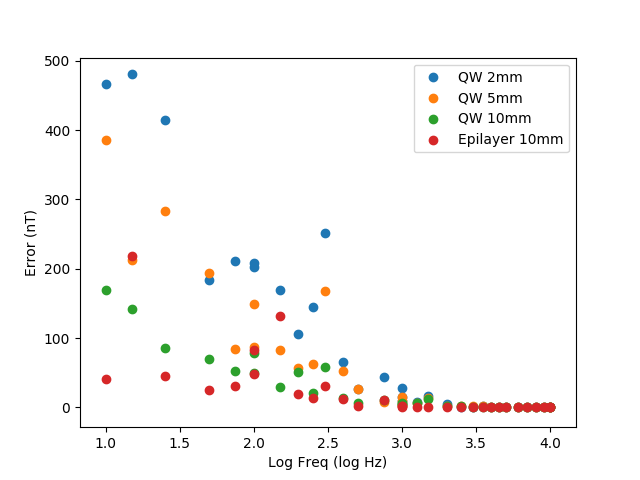 500
400
300
200
100
0
Error (nT)
1.0 1.5 2.0 2.5 3.0 3.5 4.0
Log Freq (log Hz)
QW 2mm
QW 5mm
QW 10mm
Epilayer 10mm